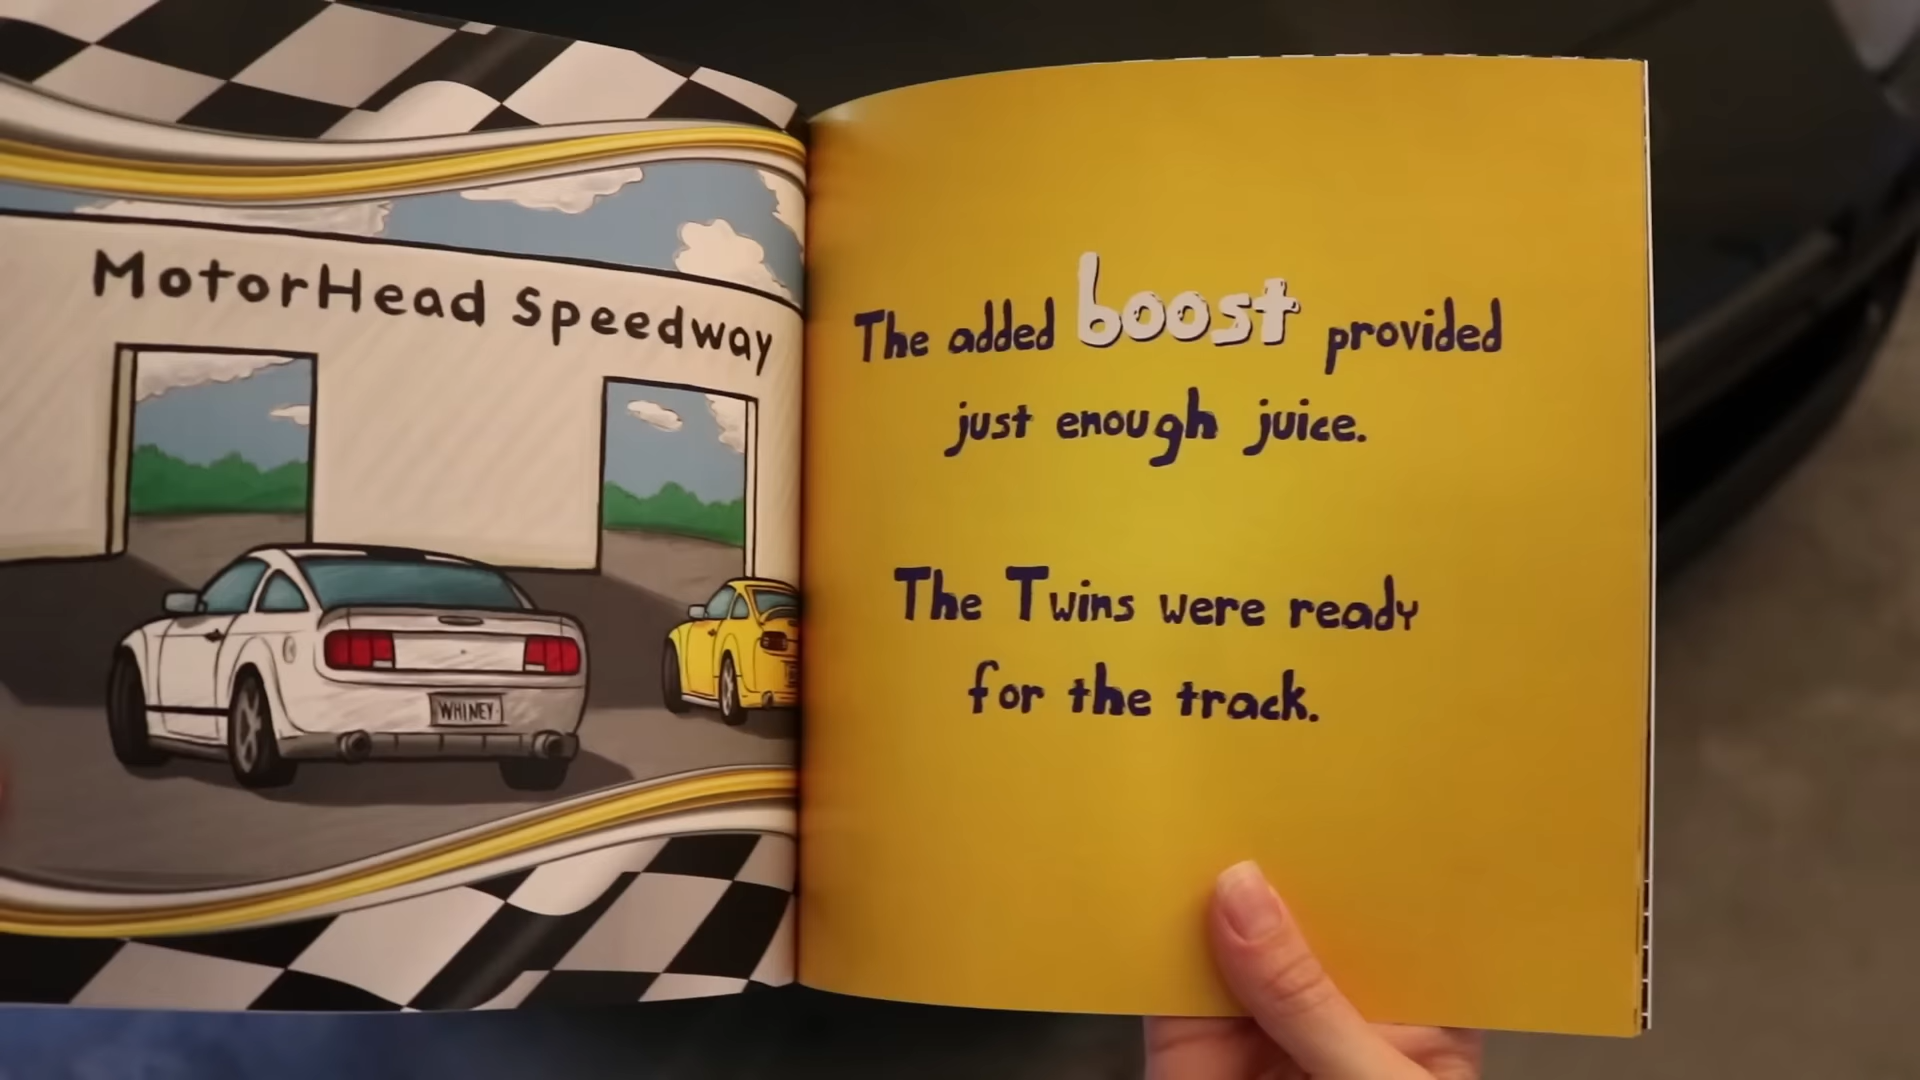 MotorHead Speedway
WHINEY
The added boost provided
just enough juice.
The Twins were ready
for the track.